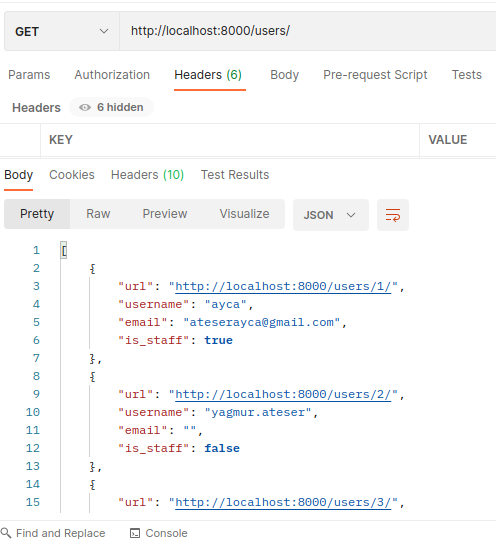 GET http://localhost:8000/users/
Params Authorization Headers (6) Body Pre-request Script Tests
Headers 6 hidden
KEY VALUE
Body Cookies Headers (10) Test Results
Pretty Raw Preview Visualize JSON
1 [
2 {
3 "url": "http://localhost:8000/users/1/",
4 "username": "ayca",
5 "email": "ateserayca@gmail.com",
6 "is_staff": true
7 },
8 {
9 "url": "http://localhost:8000/users/2/",
10 "username": "yagmur.ateser",
11 "email": "",
12 "is_staff": false
13 },
14 {
15 "url": "http://localhost:8000/users/3/",
Find and Replace Console